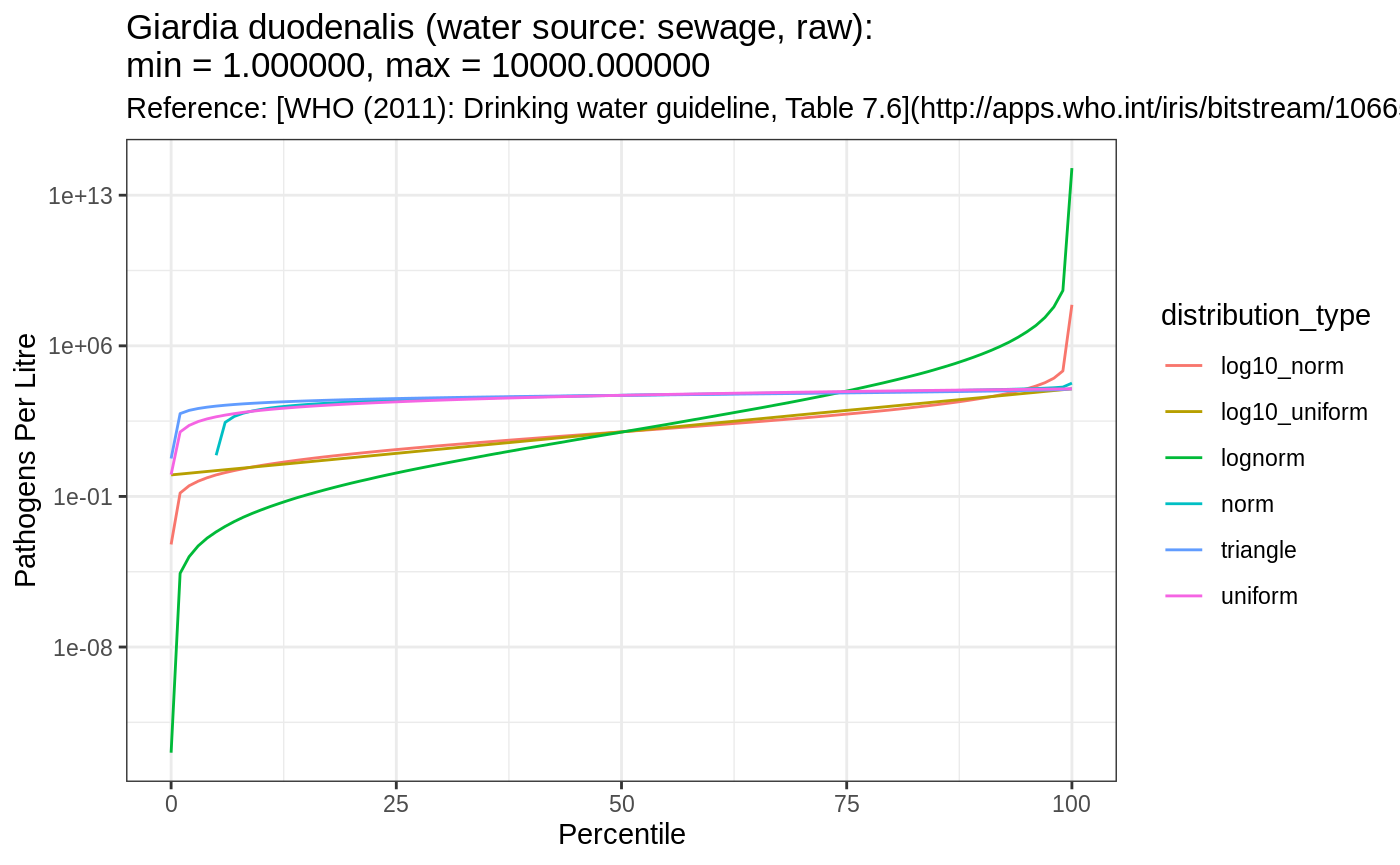 Giardia duodenalis (water source: sewage, raw):
min = 1.000000, max = 10000.000000
Reference: [WHO (2011): Drinking water guideline, Table 7.6](http://apps.who.int/iris/bitstream/1066
1e+13
1e+06
1e-01
1e-08
Pathogens Per Litre
0 25 50 75 100
Percentile
distribution_type
log10_norm
log10_uniform
lognorm
norm
triangle
uniform